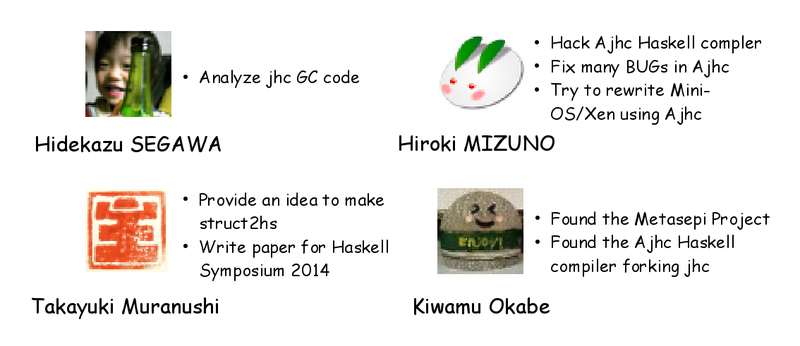 • Analyze jhc GC code
Hidekazu SEGAWA
• Hack Ajhc Haskell compler
• Fix many BUGs in Ajhc
• Try to rewrite Mini-
OS/Xen using Ajhc
Hiroki MIZUNO
• Provide an idea to make
struct2hs
• Write paper for Haskell
Symposium 2014
Takayuki Muranushi
Enjoy!
• Found the Metasepi Project
• Found the Ajhc Haskell
compiler forking jhc
Kiwamu Okabe